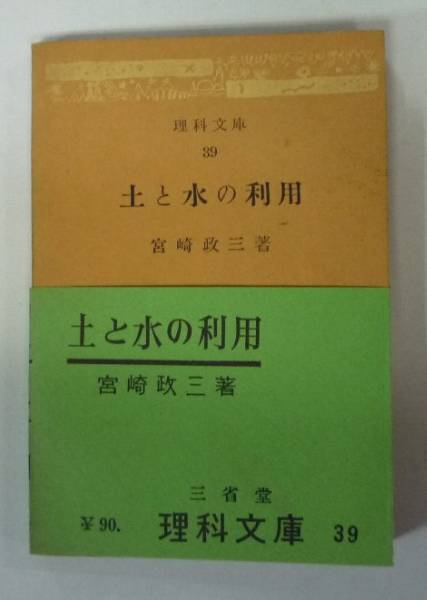 理科文庫
39
土と水の利用
宮崎政三著
土と水の利用
宮崎政三著
三省堂
¥90. 理科文庫 39